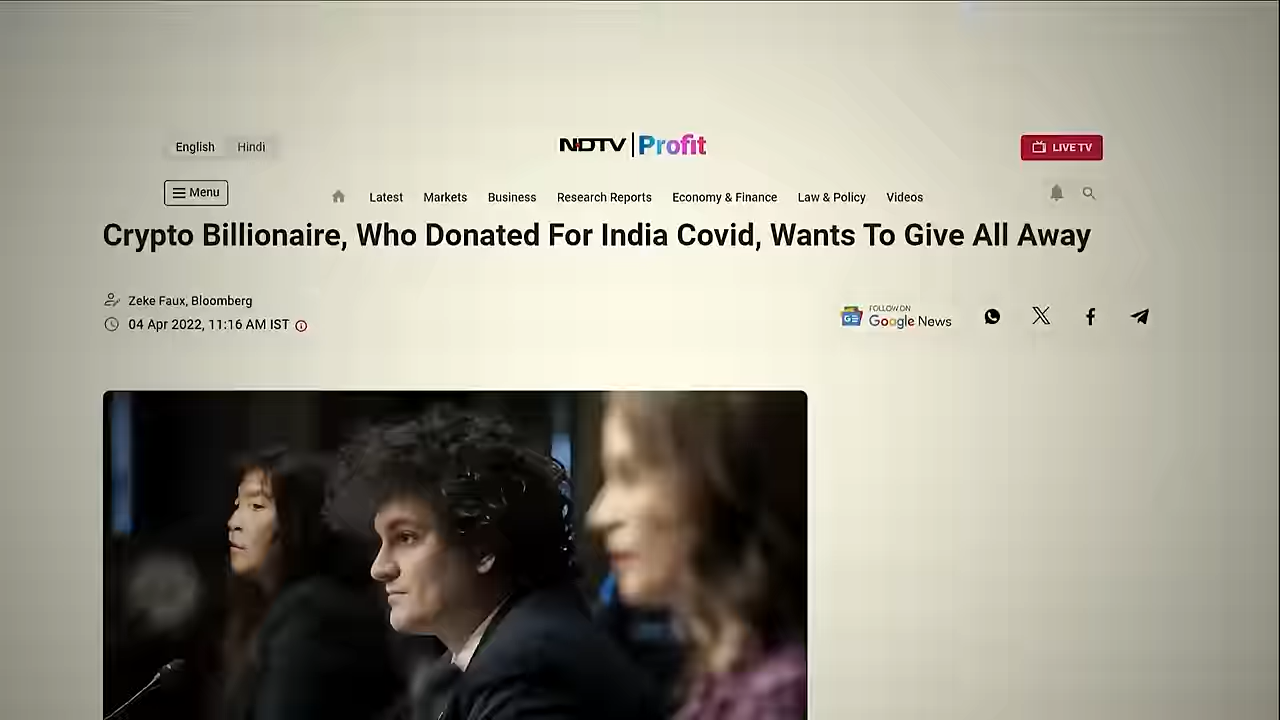 English Hindi
NDTV | Profit
LIVE TV
Menu
Latest Markets Business Research Reports Economy & Finance Law & Policy Videos
Crypto Billionaire, Who Donated For India Covid, Wants To Give All Away
Zeke Faux, Bloomberg
04 Apr 2022, 11:16 AM IST
FOLLOW ON
Google News